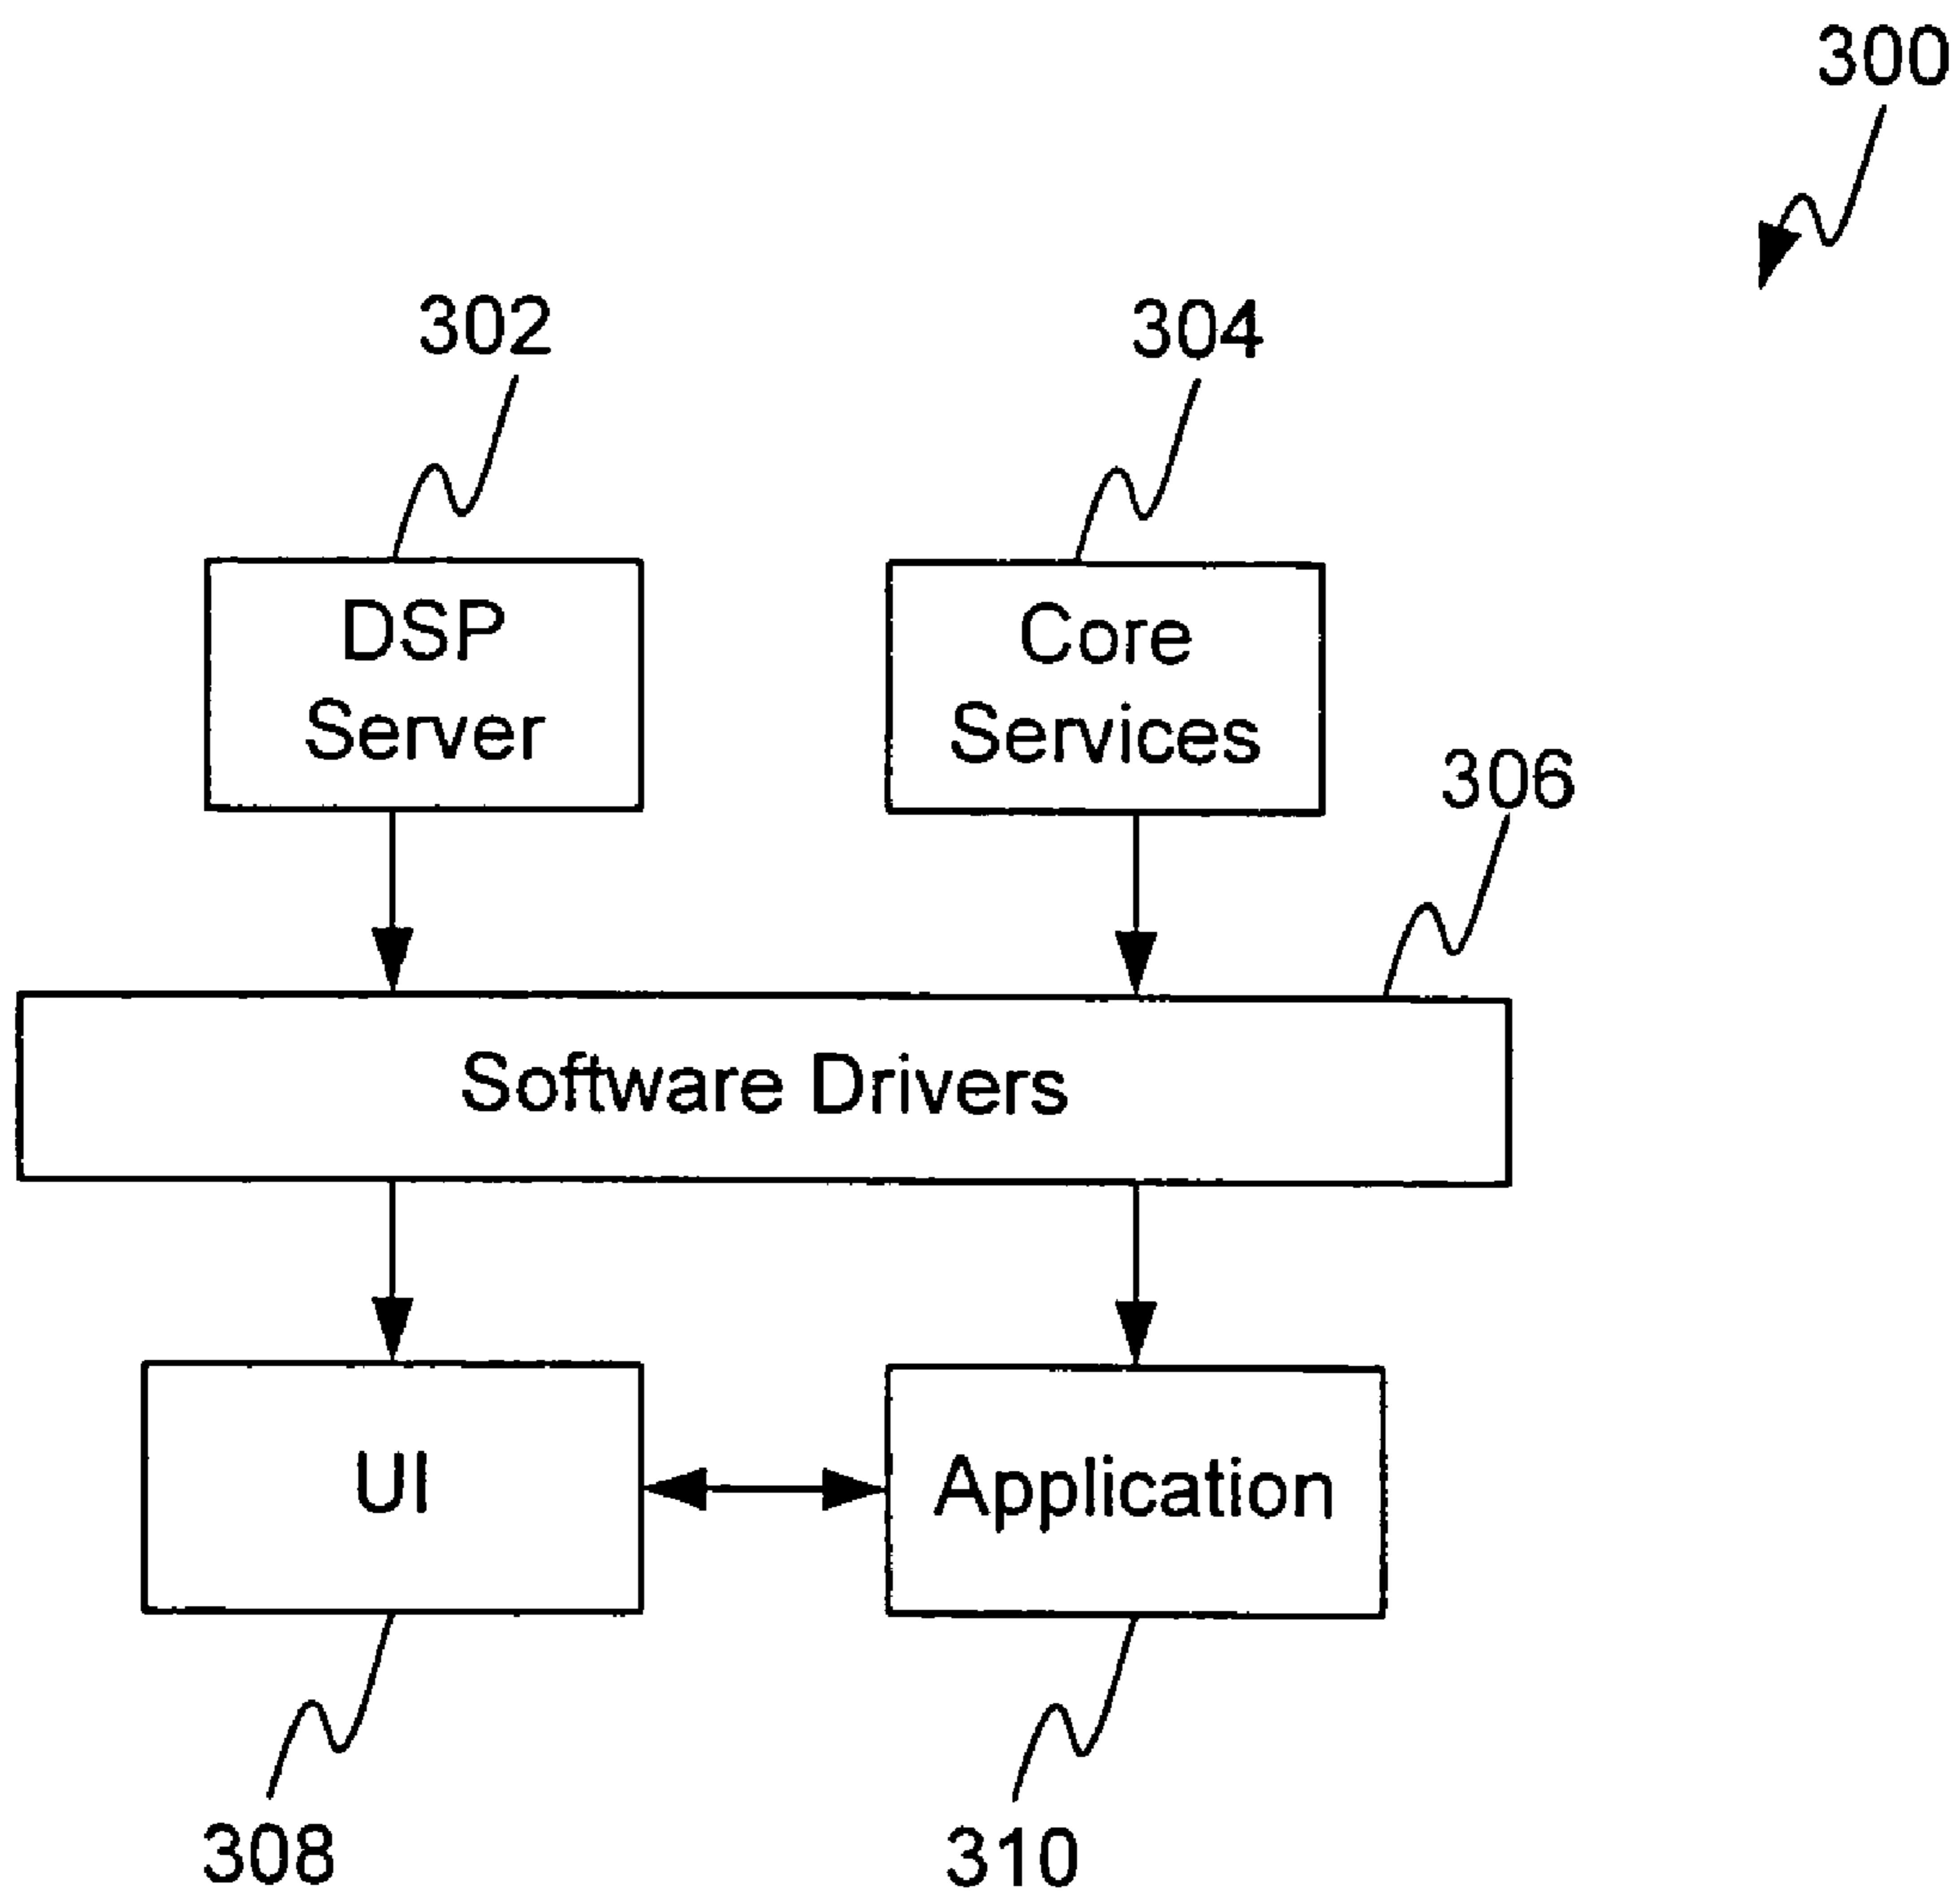 300
302
304
DSP
Server
Core
Services
306
Software Drivers
UI
Application
308
310